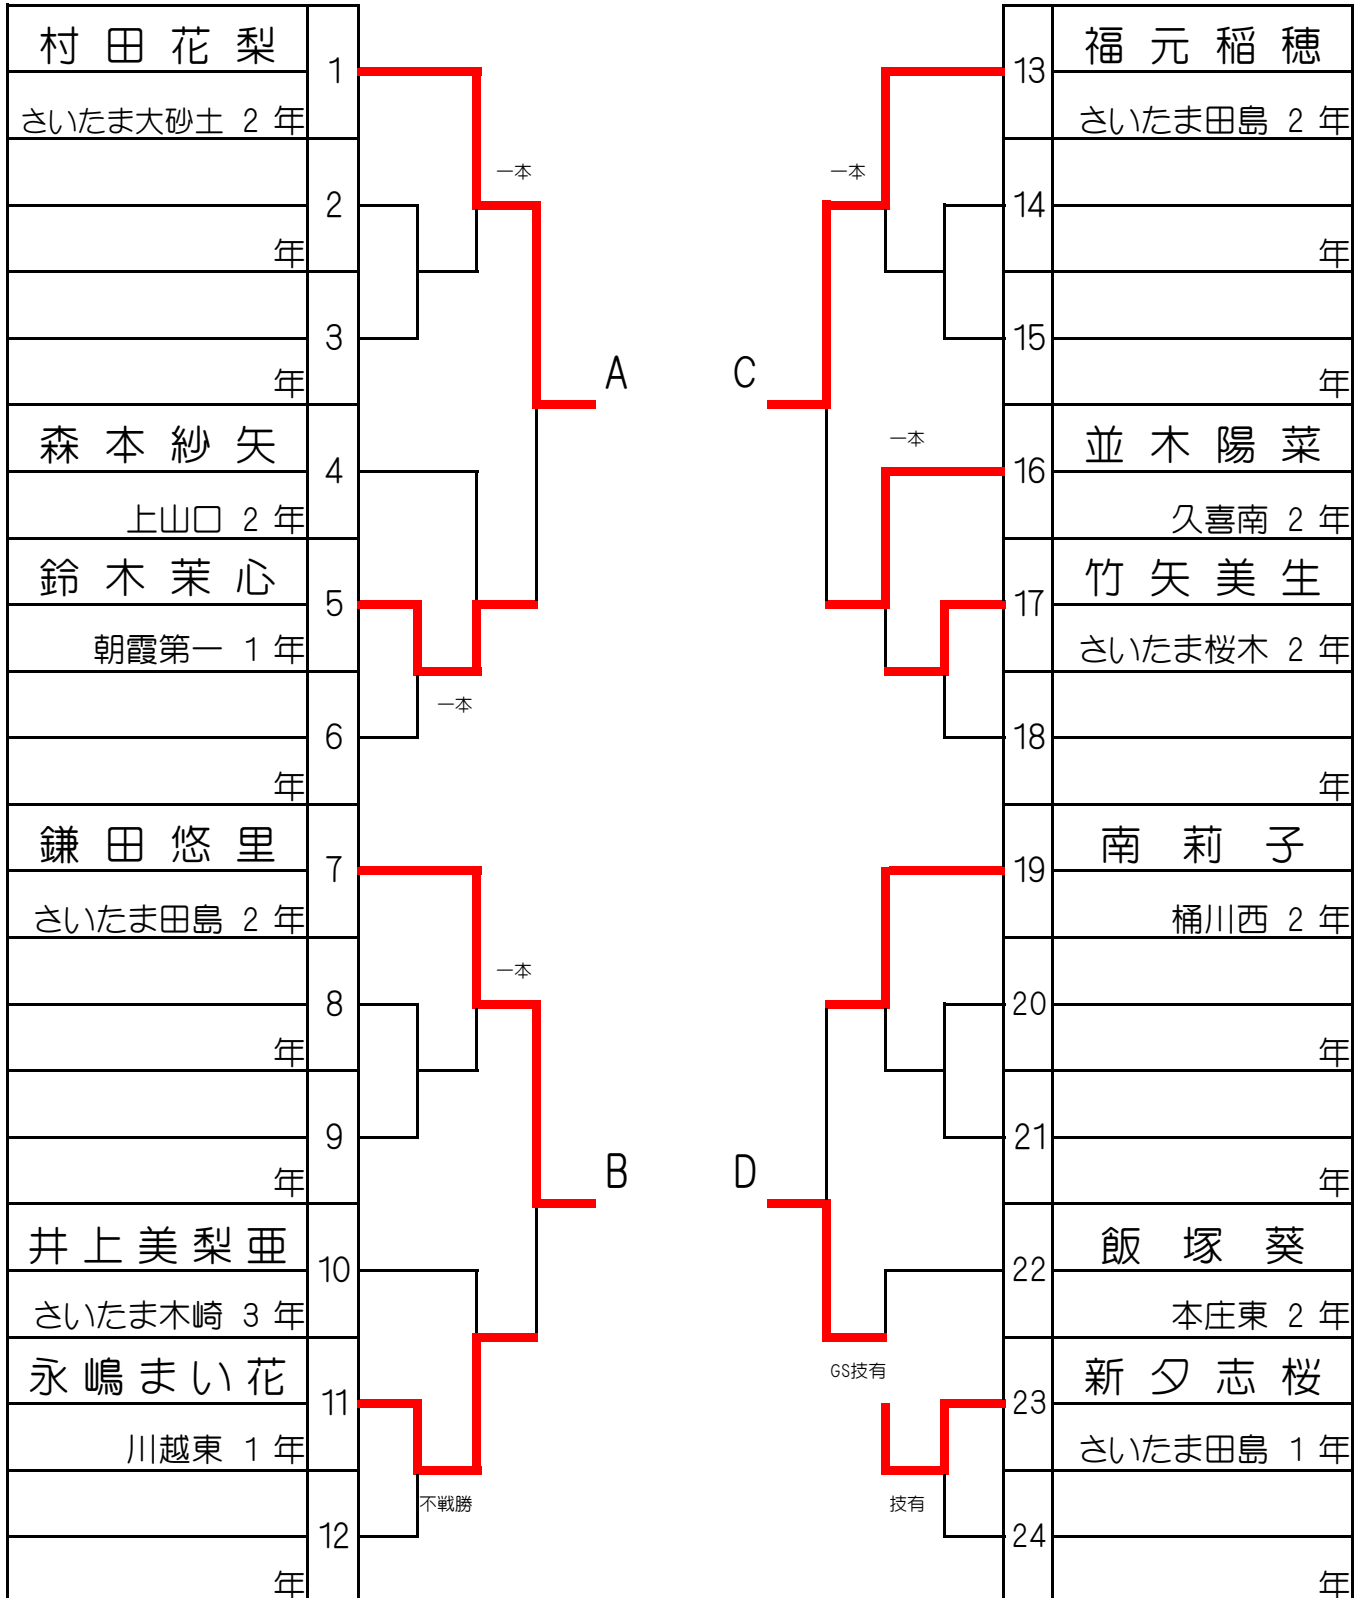 村田花梨
1
さいたま大砂土 2 年
一本
2
年
3
年
A
森本紗矢
4
上山口 2 年
鈴木茉心
5
朝霞第一 1 年
一本
6
年
鎌田悠里
7
さいたま田島 2 年
一本
8
年
9
年
B
井上美梨亜
10
さいたま木崎 3 年
永嶋まい花
11
川越東 1 年
不戦勝
12
年
福元稲穂
13
さいたま田島 2 年
一本
14
年
15
年
C
一本
並木陽菜
16
久喜南 2 年
竹矢美生
17
さいたま桜木 2 年
18
年
南莉子
19
桶川西 2 年
20
年
21
年
D
飯塚葵
22
本庄東 2 年
GS技有
新夕志桜
23
さいたま田島 1 年
技有
24
年